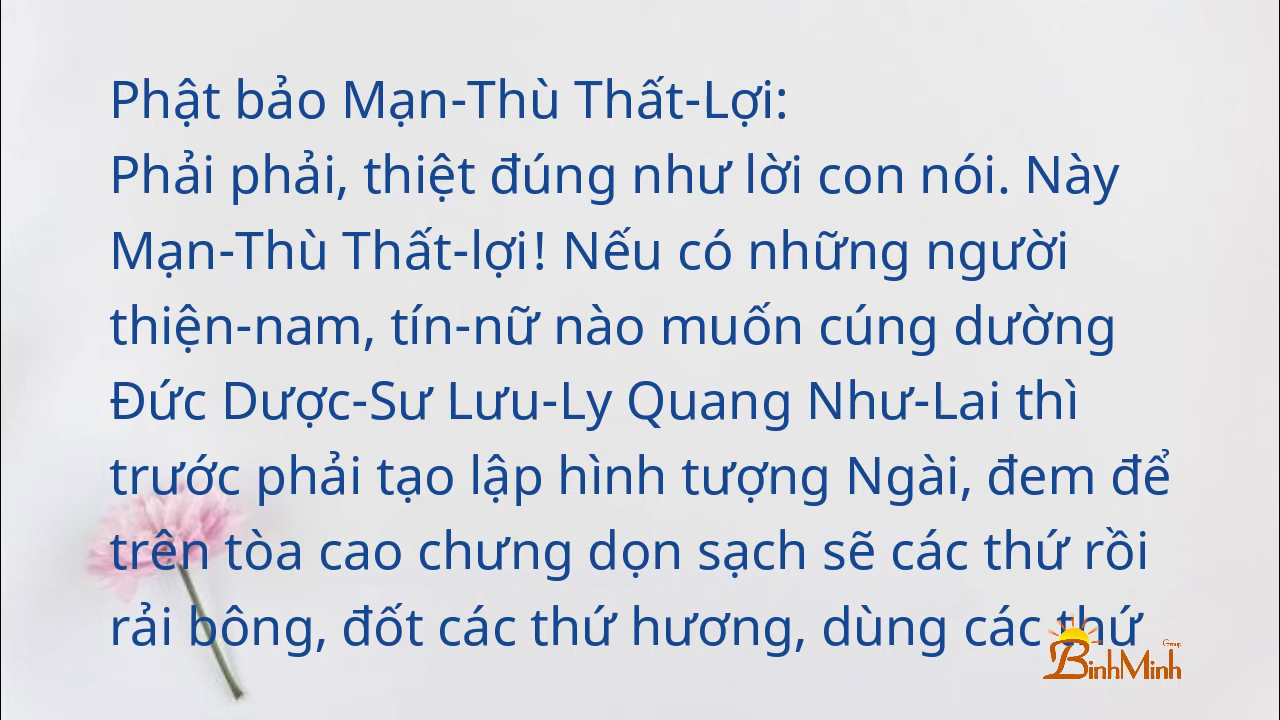 Phật bảo Mạn-Thù Thất-Lợi:
Phải phải, thiệt đúng như lời con nói. Này
Mạn-Thù Thất-lợi! Nếu có những người
thiện-nam, tín-nữ nào muốn cúng dường
Đức Dược-Sư Lưu-Ly Quang Như-Lai thì
trước phải tạo lập hình tượng Ngài, đem để
trên tòa cao chưng dọn sạch sẽ các thứ rồi
rải bông, đốt các thứ hương, dùng các thứ
Group
BinhMinh